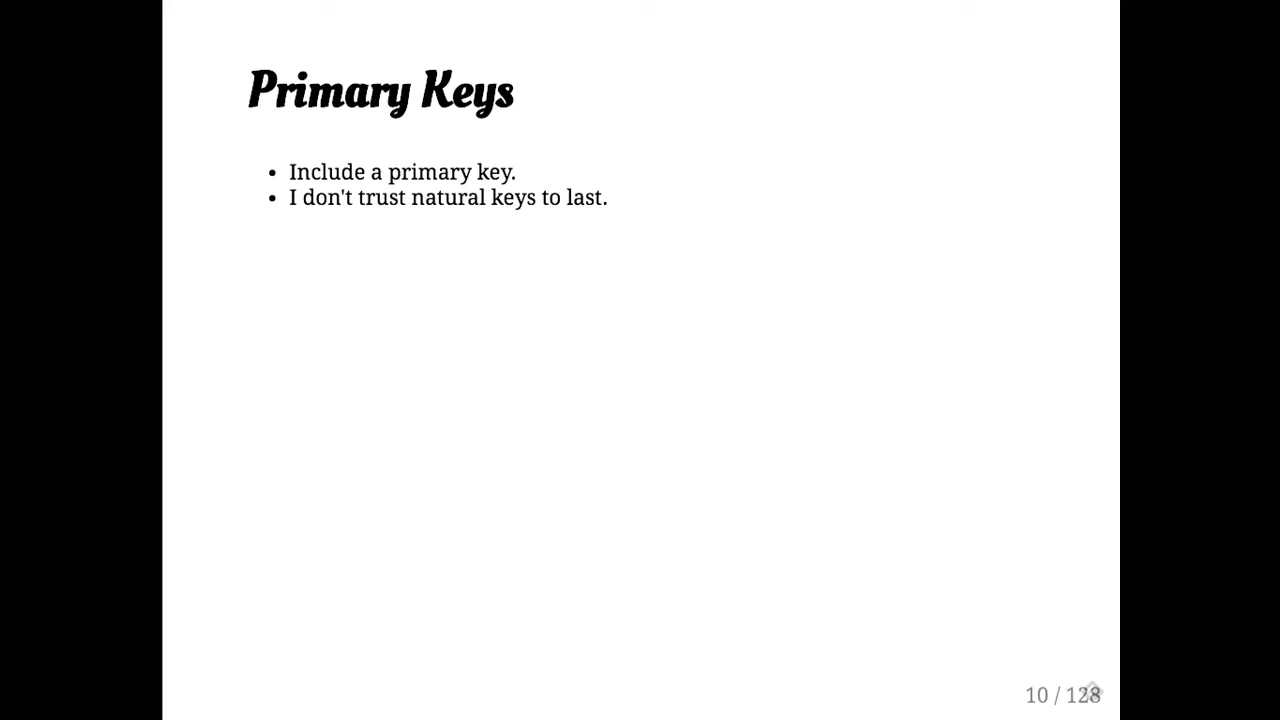 Primary Keys
• Include a primary key.
• I don't trust natural keys to last.
10 / 128